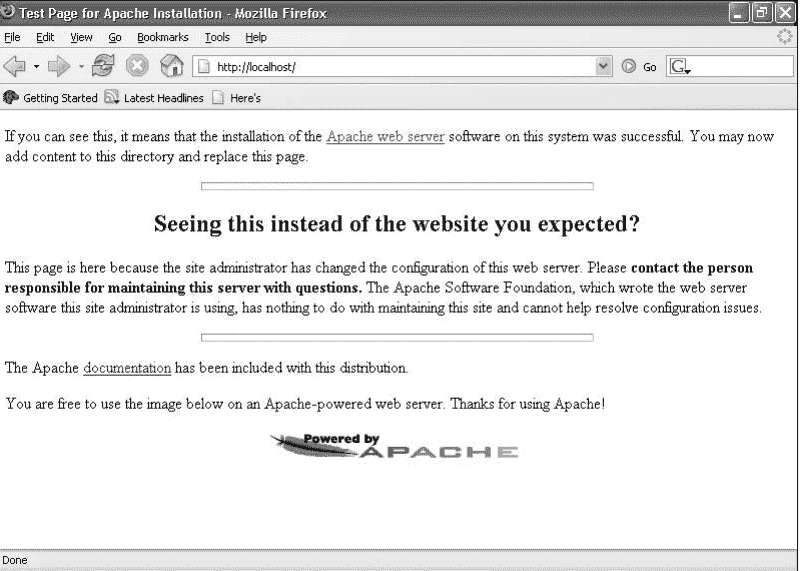 Test Page for Apache Installation - Mozilla Firefox
File Edit View Go Bookmarks Tools Help
http://localhost/ Go G
Getting Started Latest Headlines Here's
If you can see this, it means that the installation of the Apache web server software on this system was successful. You may now
add content to this directory and replace this page.
Seeing this instead of the website you expected?
This page is here because the site administrator has changed the configuration of this web server. Please contact the person
responsible for maintaining this server with questions. The Apache Software Foundation, which wrote the web server
software this site administrator is using, has nothing to do with maintaining this site and cannot help resolve configuration issues.
The Apache documentation has been included with this distribution.
You are free to use the image below on an Apache-powered web server. Thanks for using Apache!
Powered by
APACHE
Done